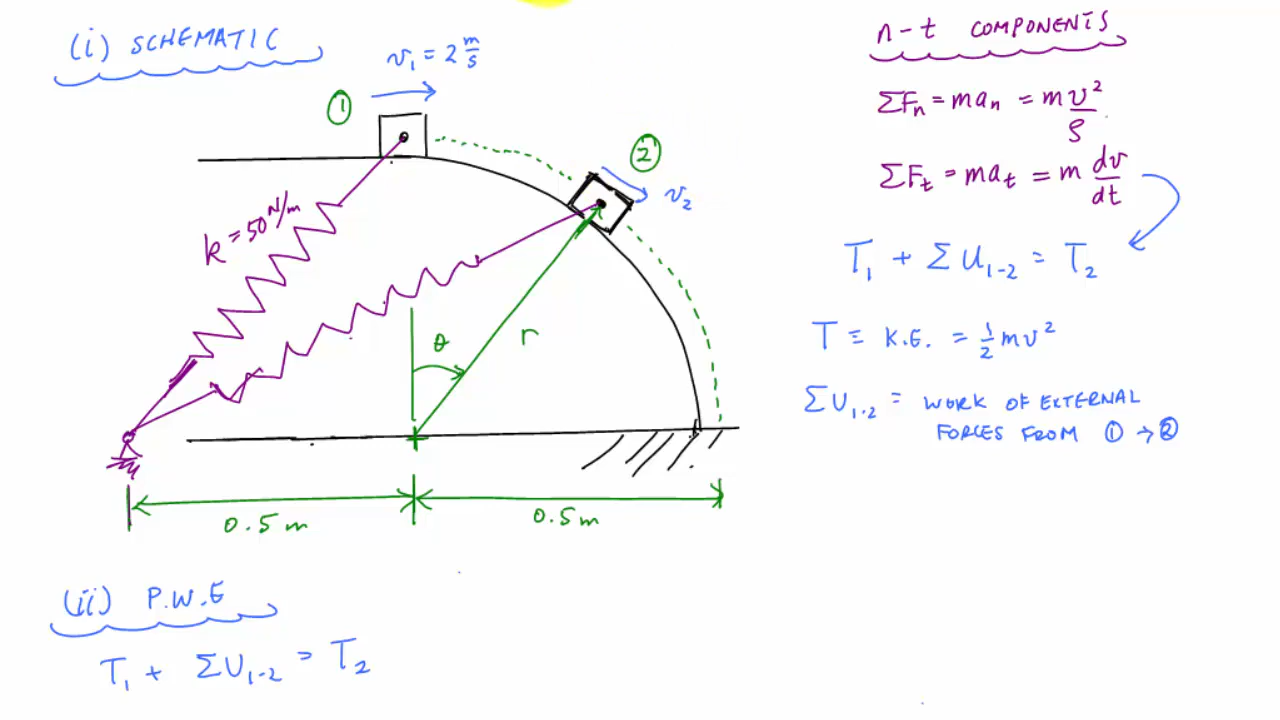 (i) SCHEMATIC
v₁ = 2 m/s
①
②
v₂
k = 50 N/m
θ
r
0.5 m
0.5 m
(ii) P.W.E
T₁ + ΣU₁₋₂ = T₂
n-t COMPONENTS
ΣFₙ = maₙ = m v²/ρ
ΣFₜ = maₜ = m dv/dt
T₁ + ΣU₁₋₂ = T₂
T ≡ K.E. = ½mv²
ΣU₁₋₂ = WORK OF EXTERNAL
FORCES FROM ① → ②